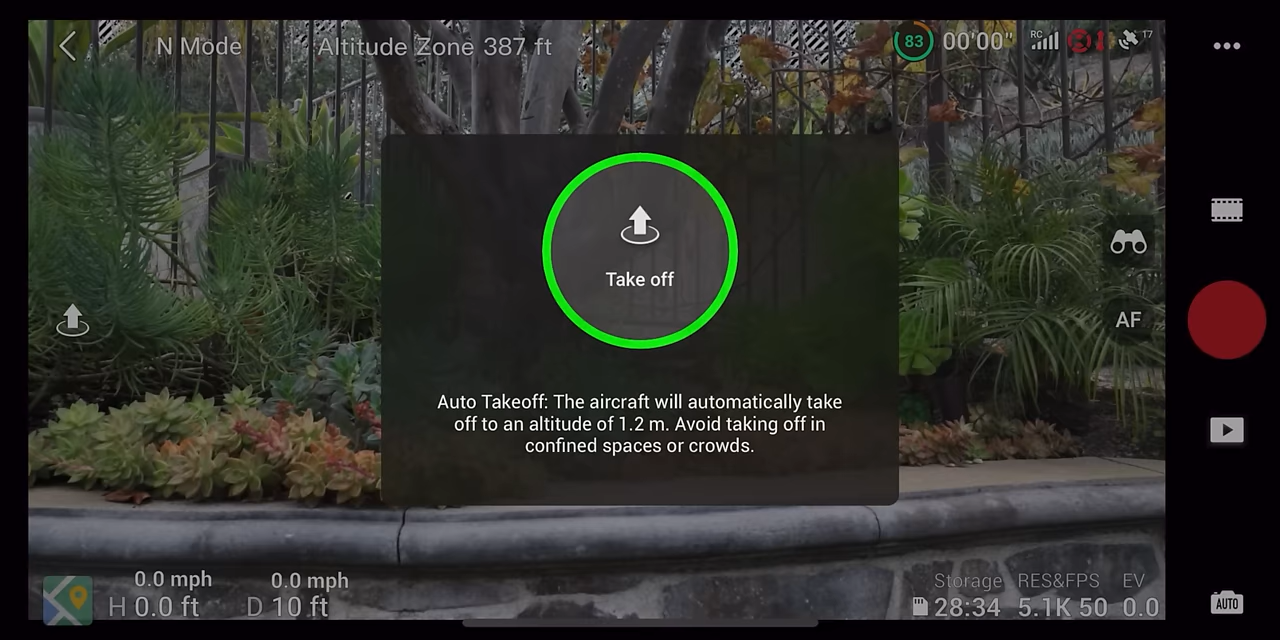 N Mode
Altitude Zone 387 ft
83
00'00"
RC
17
Take off
AF
Auto Takeoff: The aircraft will automatically take
off to an altitude of 1.2 m. Avoid taking off in
confined spaces or crowds.
0.0 mph 0.0 mph
H 0.0 ft D 10 ft
Storage RES&FPS EV
28:34 5.1K 50 0.0
AUTO